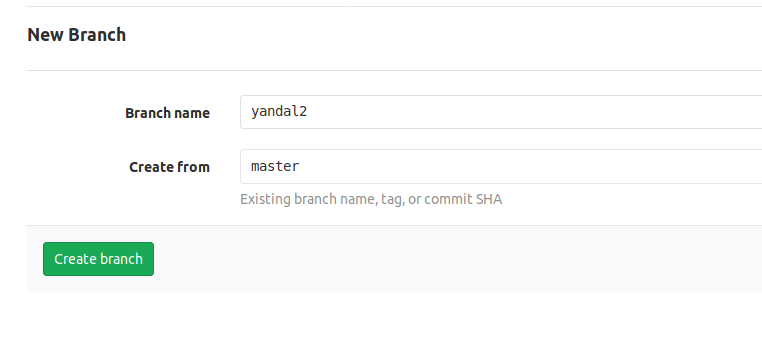 New Branch
Branch name
yandal2
Create from
master
Existing branch name, tag, or commit SHA
Create branch